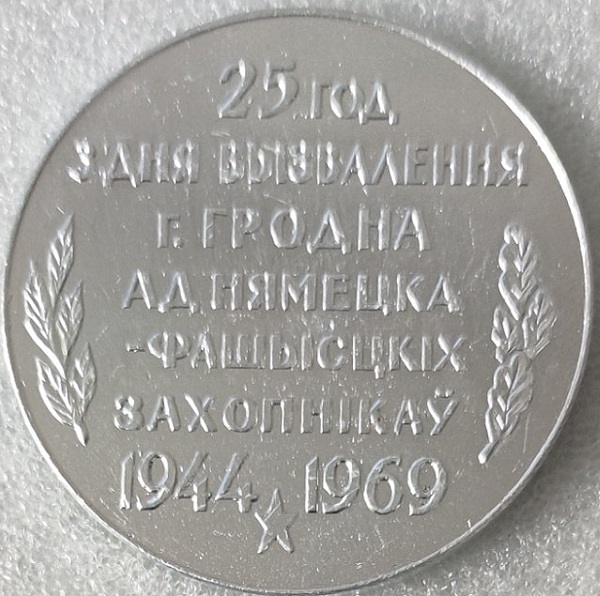 25 ГОД
З ДНЯ ВЫЗВАЛЕННЯ
Г. ГРОДНА
АД НЯМЕЦКА
-ФАШЫСЦКІХ
ЗАХОПНІКАЎ
1944 1969